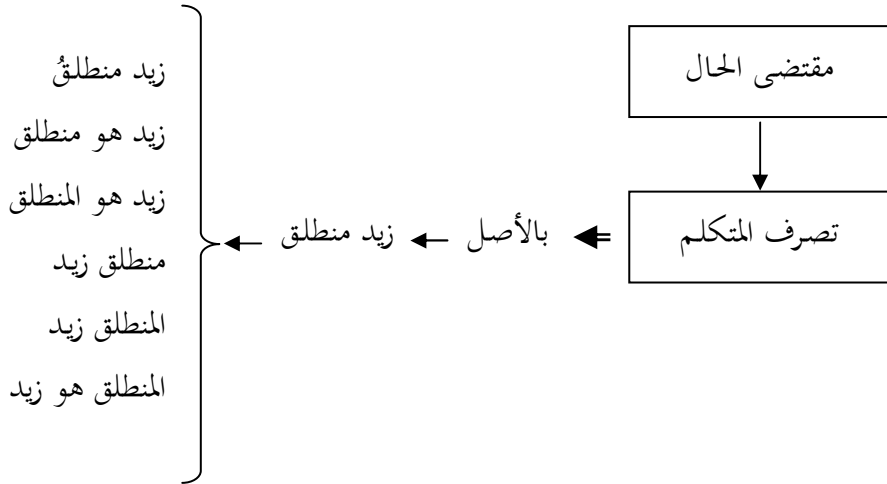 مقتضى الحال
تصرف المتكلم
بالأصل
زيد منطلق
زيد منطلقُ
زيد هو منطلق
زيد هو المنطلق
منطلق زيد
المنطلق زيد
المنطلق هو زيد